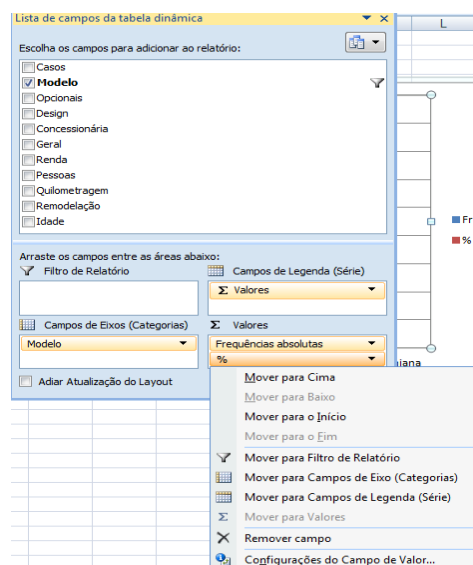 Lista de campos da tabela dinâmica
L
Escolha os campos para adicionar ao relatório:
Casos
Modelo
Opcionais
Design
Concessionária
Geral
Renda
Pessoas
Quilometragem
Remodelação
Idade
Fr
%
Arraste os campos entre as áreas abaixo:
Filtro de Relatório
Campos de Legenda (Série)
Σ Valores
Campos de Eixos (Categorias)
Σ Valores
Modelo
Frequências absolutas
%
iana
Adiar Atualização do Layout
Mover para Cima
Mover para Baixo
Mover para o Início
Mover para o Fim
Mover para Filtro de Relatório
Mover para Campos de Eixo (Categorias)
Mover para Campos de Legenda (Série)
Σ Mover para Valores
Remover campo
Configurações do Campo de Valor...